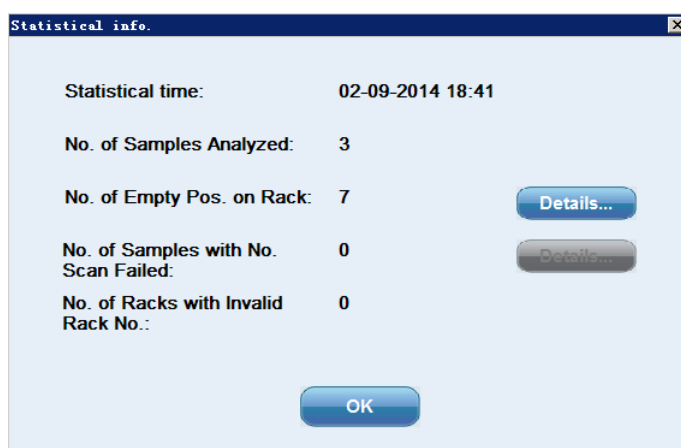 Statistical info.
Statistical time: 02-09-2014 18:41
No. of Samples Analyzed: 3
No. of Empty Pos. on Rack: 7 Details...
No. of Samples with No. 0 Details...
Scan Failed:
No. of Racks with Invalid 0
Rack No.:
OK